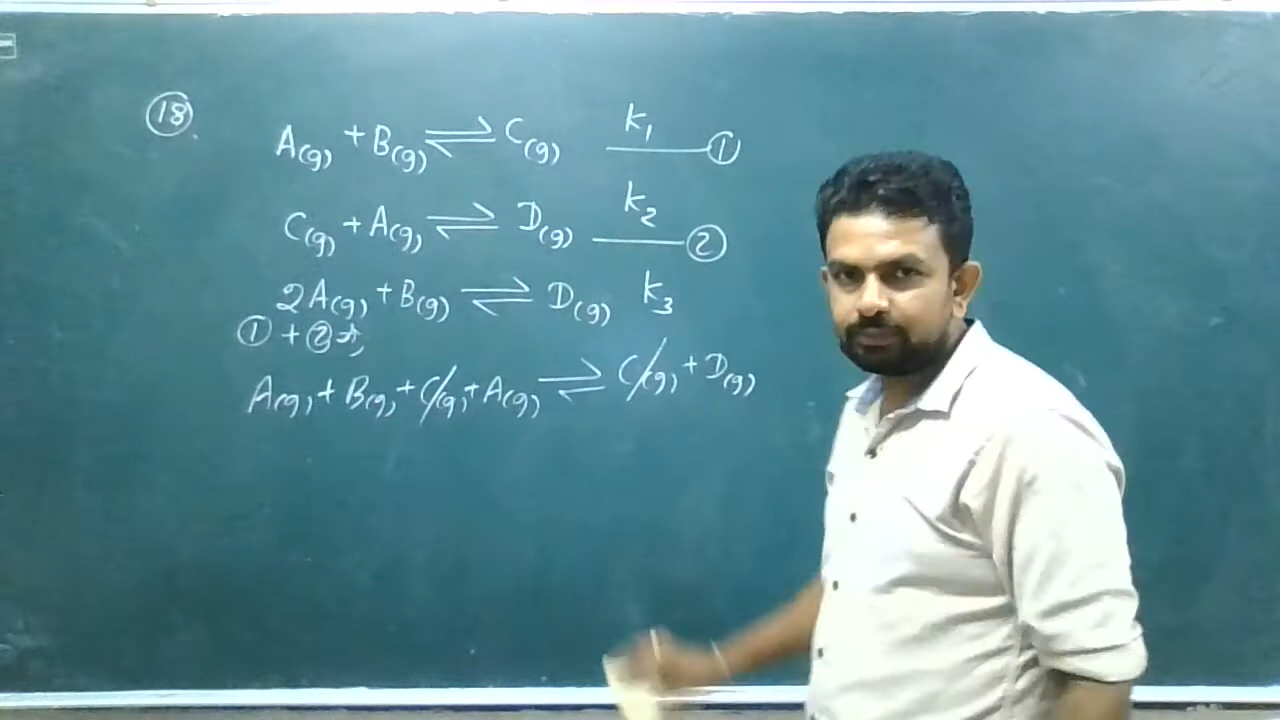 18.
A(g) + B(g) ⇌ C(g) k1 ——①
C(g) + A(g) ⇌ D(g) k2 ——②
2A(g) + B(g) ⇌ D(g) k3
① + ② ⇒,
A(g) + B(g) + C(g) + A(g) ⇌ C(g) + D(g)